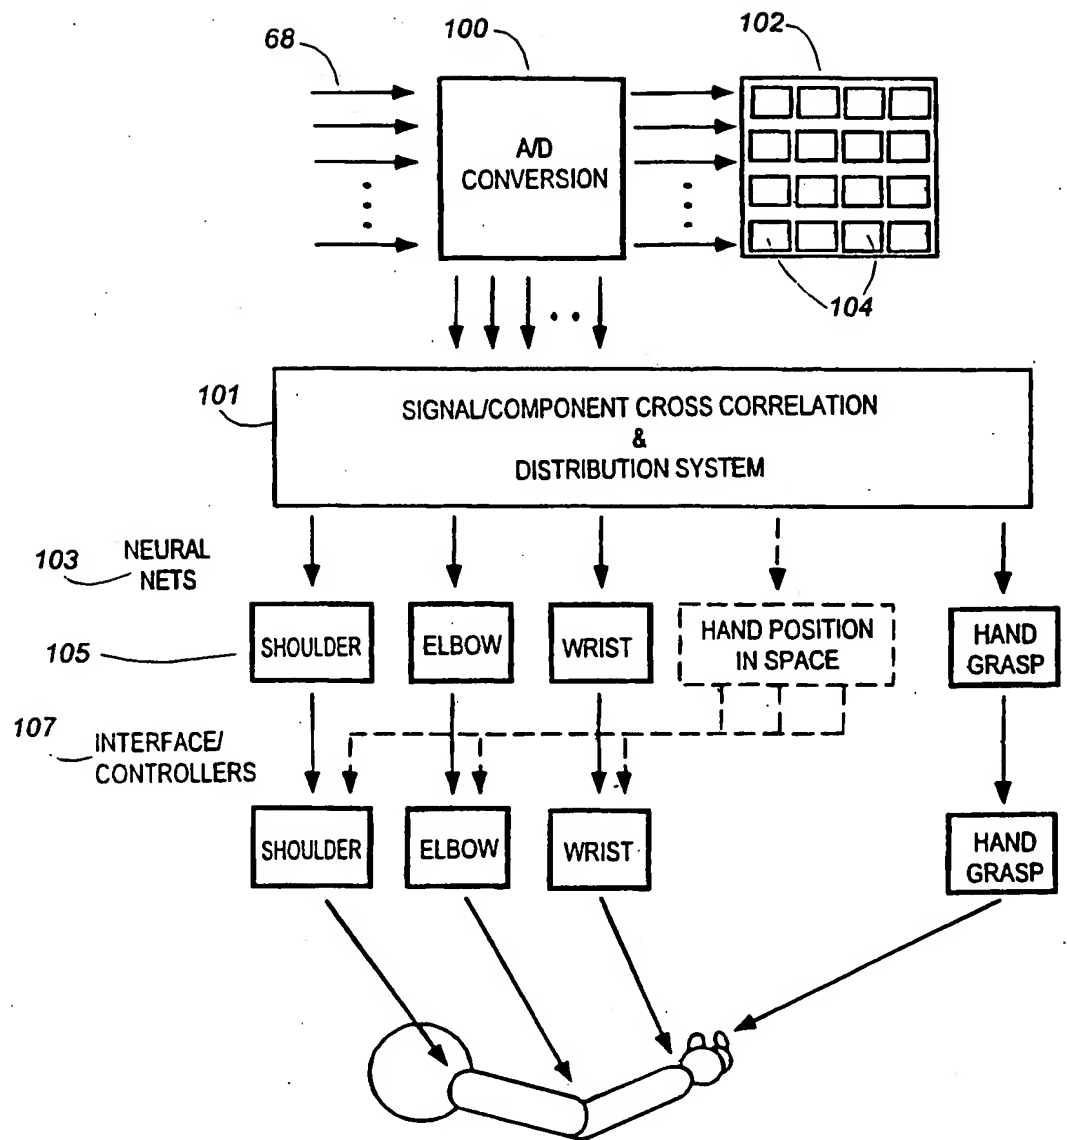 68
100
102
A/D
CONVERSION
104
101
SIGNAL/COMPONENT CROSS CORRELATION
&
DISTRIBUTION SYSTEM
103
NEURAL
NETS
105
SHOULDER
ELBOW
WRIST
HAND POSITION
IN SPACE
HAND
GRASP
107
INTERFACE/
CONTROLLERS
SHOULDER
ELBOW
WRIST
HAND
GRASP